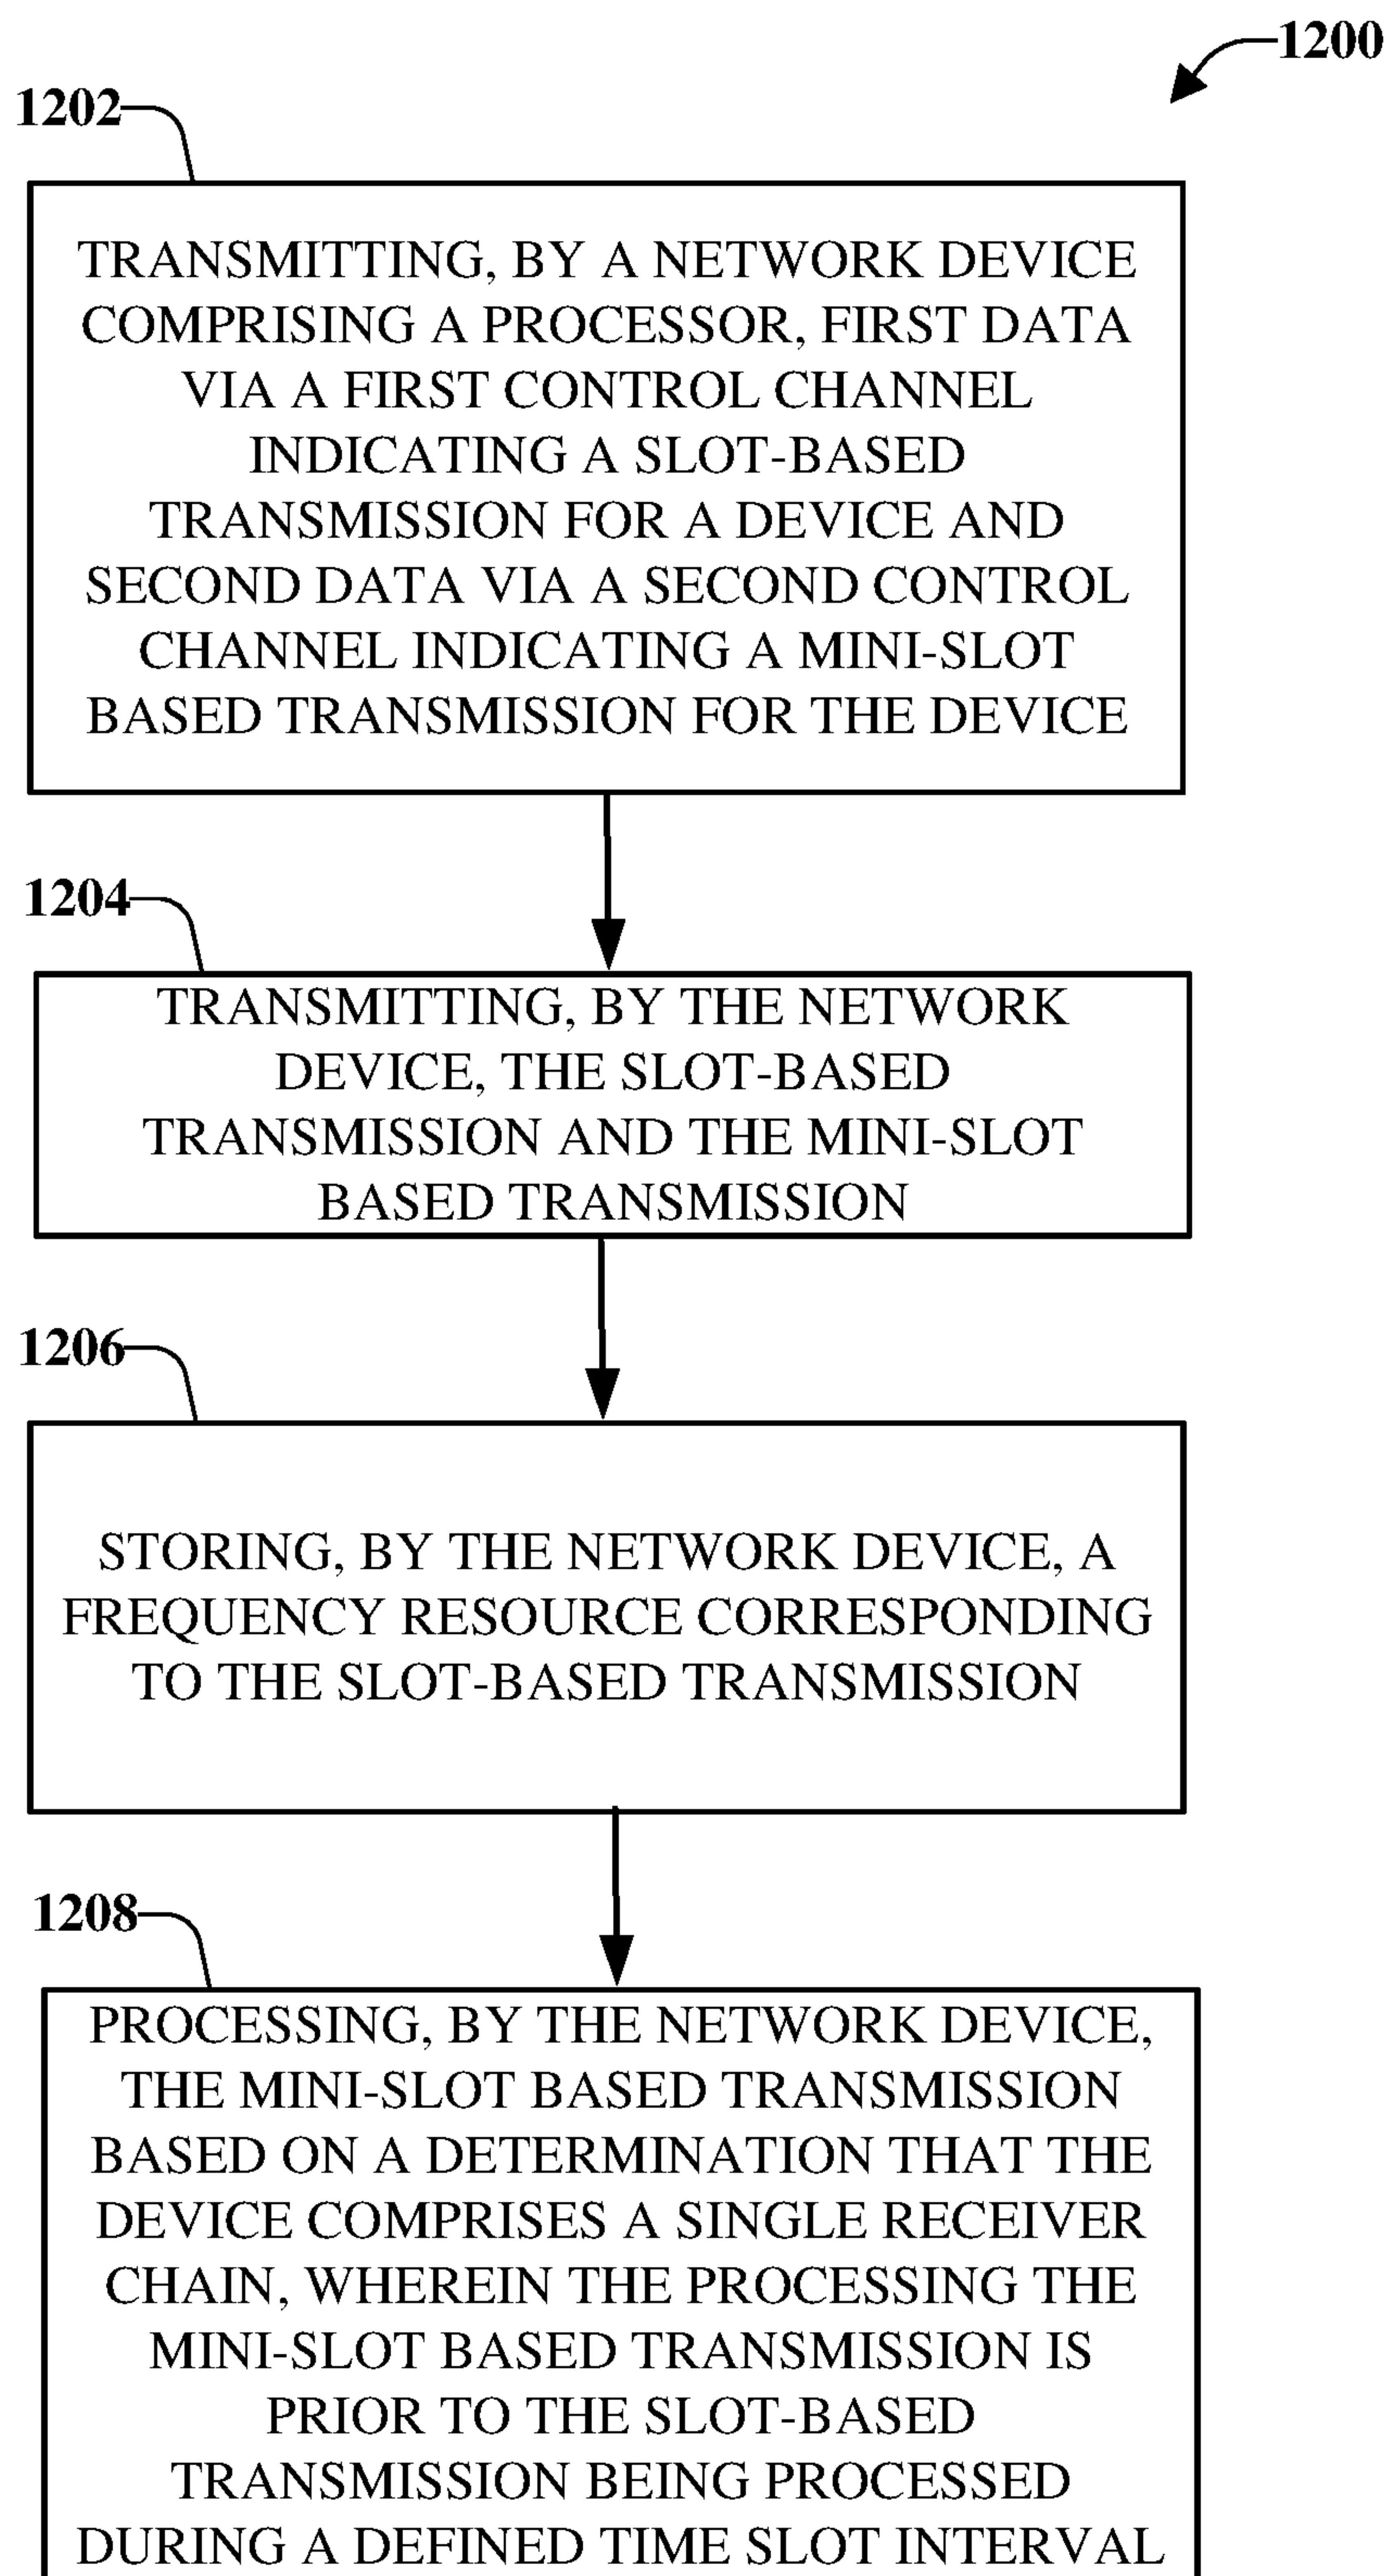 1200
1202
TRANSMITTING, BY A NETWORK DEVICE
COMPRISING A PROCESSOR, FIRST DATA
VIA A FIRST CONTROL CHANNEL
INDICATING A SLOT-BASED
TRANSMISSION FOR A DEVICE AND
SECOND DATA VIA A SECOND CONTROL
CHANNEL INDICATING A MINI-SLOT
BASED TRANSMISSION FOR THE DEVICE
1204
TRANSMITTING, BY THE NETWORK
DEVICE, THE SLOT-BASED
TRANSMISSION AND THE MINI-SLOT
BASED TRANSMISSION
1206
STORING, BY THE NETWORK DEVICE, A
FREQUENCY RESOURCE CORRESPONDING
TO THE SLOT-BASED TRANSMISSION
1208
PROCESSING, BY THE NETWORK DEVICE,
THE MINI-SLOT BASED TRANSMISSION
BASED ON A DETERMINATION THAT THE
DEVICE COMPRISES A SINGLE RECEIVER
CHAIN, WHEREIN THE PROCESSING THE
MINI-SLOT BASED TRANSMISSION IS
PRIOR TO THE SLOT-BASED
TRANSMISSION BEING PROCESSED
DURING A DEFINED TIME SLOT INTERVAL